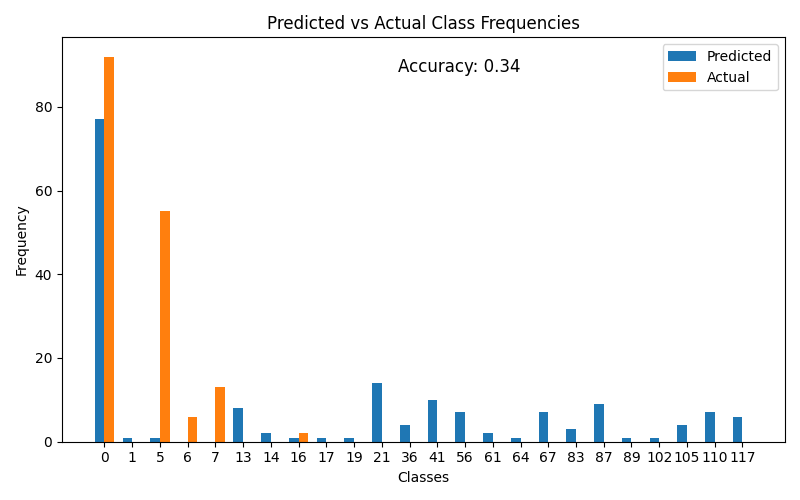 Predicted vs Actual Class Frequencies
Accuracy: 0.34
Predicted
Actual
Frequency
80
60
40
20
0
0 1 5 6 7 13 14 16 17 19 21 36 41 56 61 64 67 83 87 89 102 105 110 117
Classes